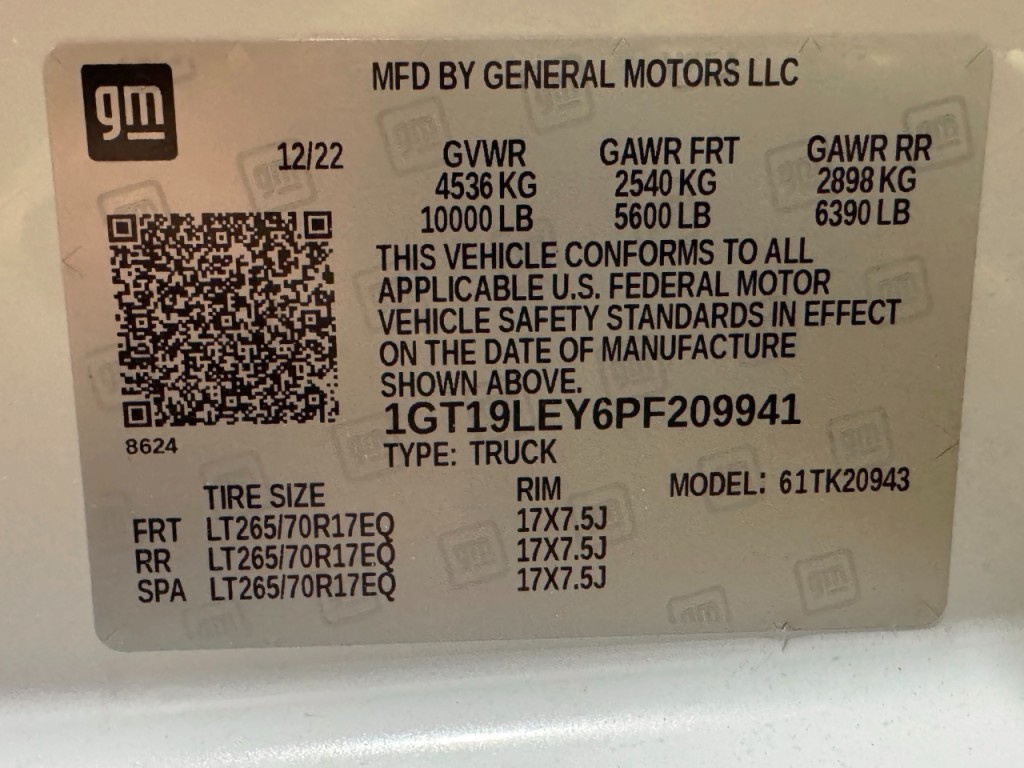 gm
MFD BY GENERAL MOTORS LLC
12/22 GVWR GAWR FRT GAWR RR
4536 KG 2540 KG 2898 KG
10000 LB 5600 LB 6390 LB
THIS VEHICLE CONFORMS TO ALL
APPLICABLE U.S. FEDERAL MOTOR
VEHICLE SAFETY STANDARDS IN EFFECT
ON THE DATE OF MANUFACTURE
SHOWN ABOVE.
1GT19LEY6PF209941
8624
TYPE: TRUCK
TIRE SIZE RIM MODEL: 61TK20943
FRT LT265/70R17EQ 17X7.5J
RR LT265/70R17EQ 17X7.5J
SPA LT265/70R17EQ 17X7.5J